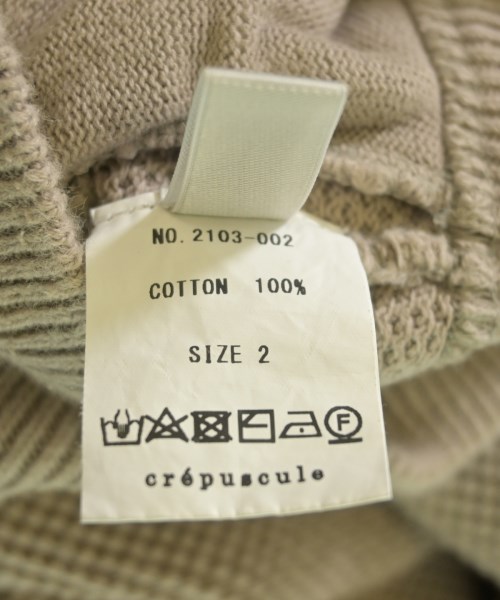 NO. 2103-002
COTTON 100%
SIZE 2
F
crépuscule